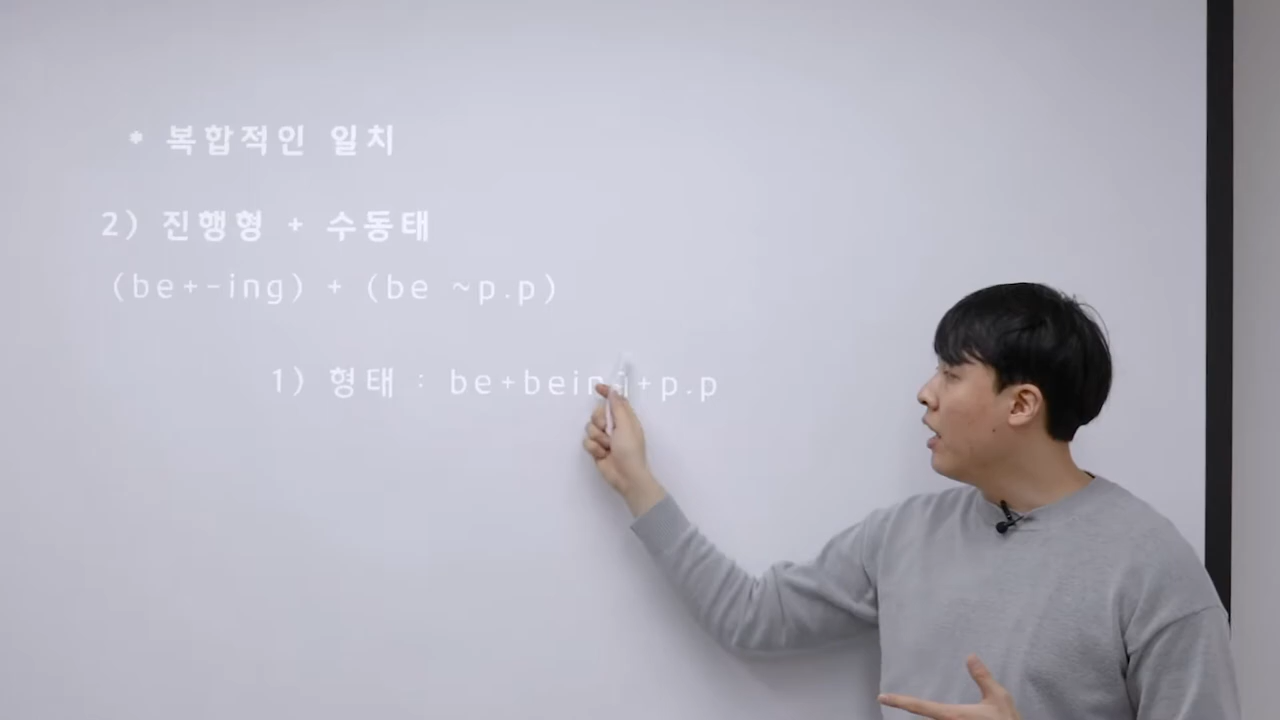 * 복합적인 일치
2) 진행형 + 수동태
(be+-ing) + (be ~p.p)
1) 형태 : be+being+p.p